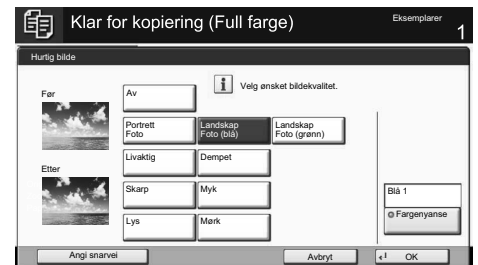 Klar for kopiering (Full farge)
Eksemplarer
1
Hurtig bilde
Før
Av
i Velg ønsket bildekvalitet.
Portrett
Foto
Landskap
Foto (blå)
Landskap
Foto (grønn)
Etter
Livaktig
Dempet
Skarp
Myk
Blå 1
Fargenyanse
Lys
Mørk
Angi snarvei
Avbryt
OK